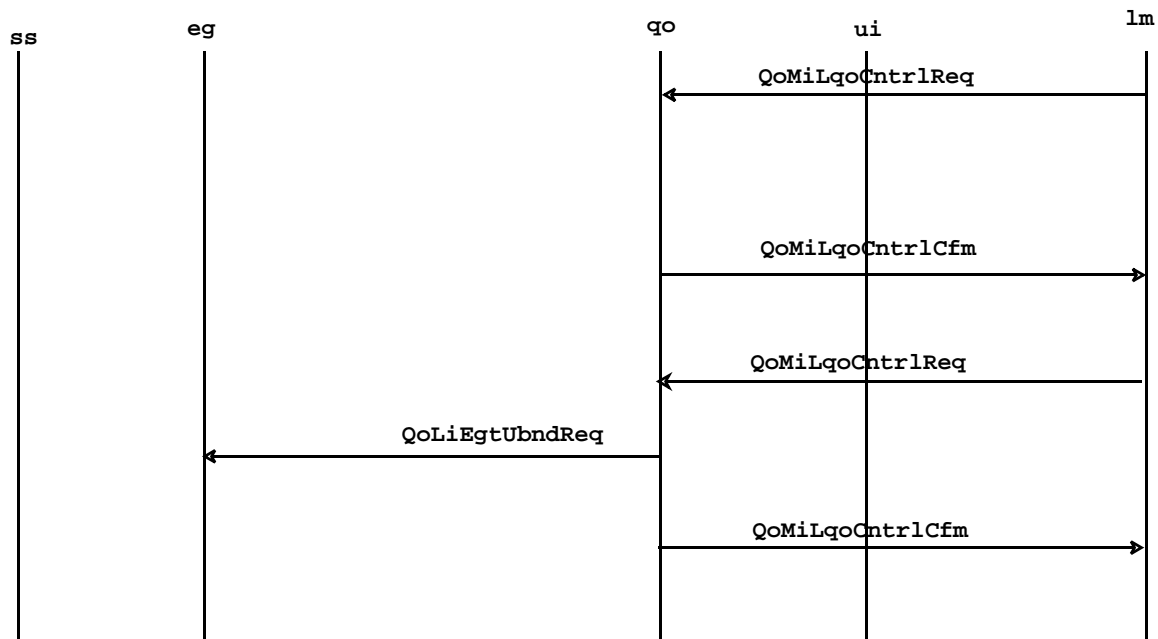 ss eg qo ui lm
QoMiLqoCntrlReq
QoMiLqoCntrlCfm
QoMiLqoCntrlReq
QoLiEgtUbndReq
QoMiLqoCntrlCfm